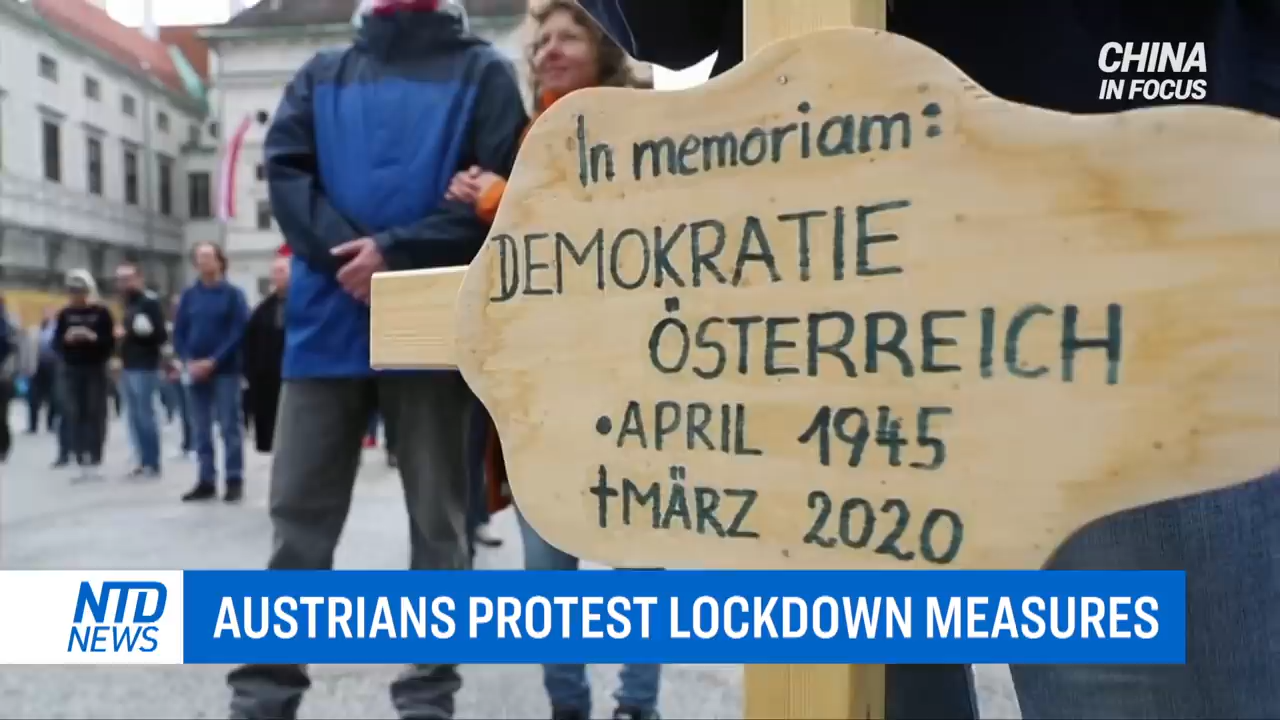 CHINA
IN FOCUS
In memoriam:
DEMOKRATIE
ÖSTERREICH
•APRIL 1945
†MÄRZ 2020
NTD
NEWS
AUSTRIANS PROTEST LOCKDOWN MEASURES